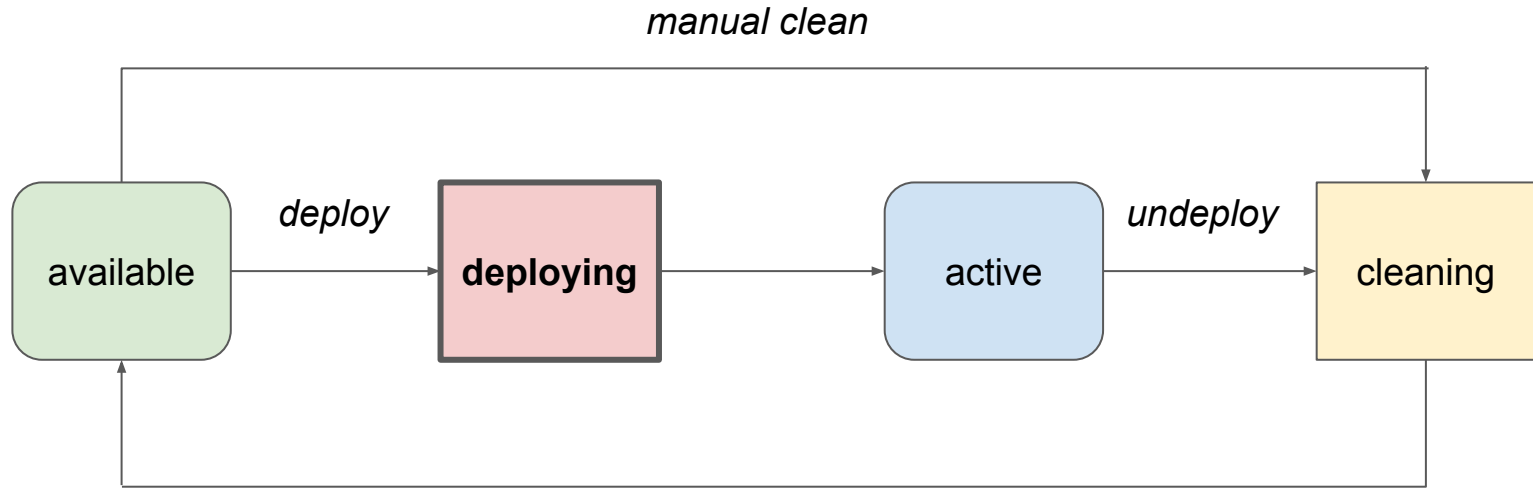 manual clean
deploy
undeploy
available
deploying
active
cleaning